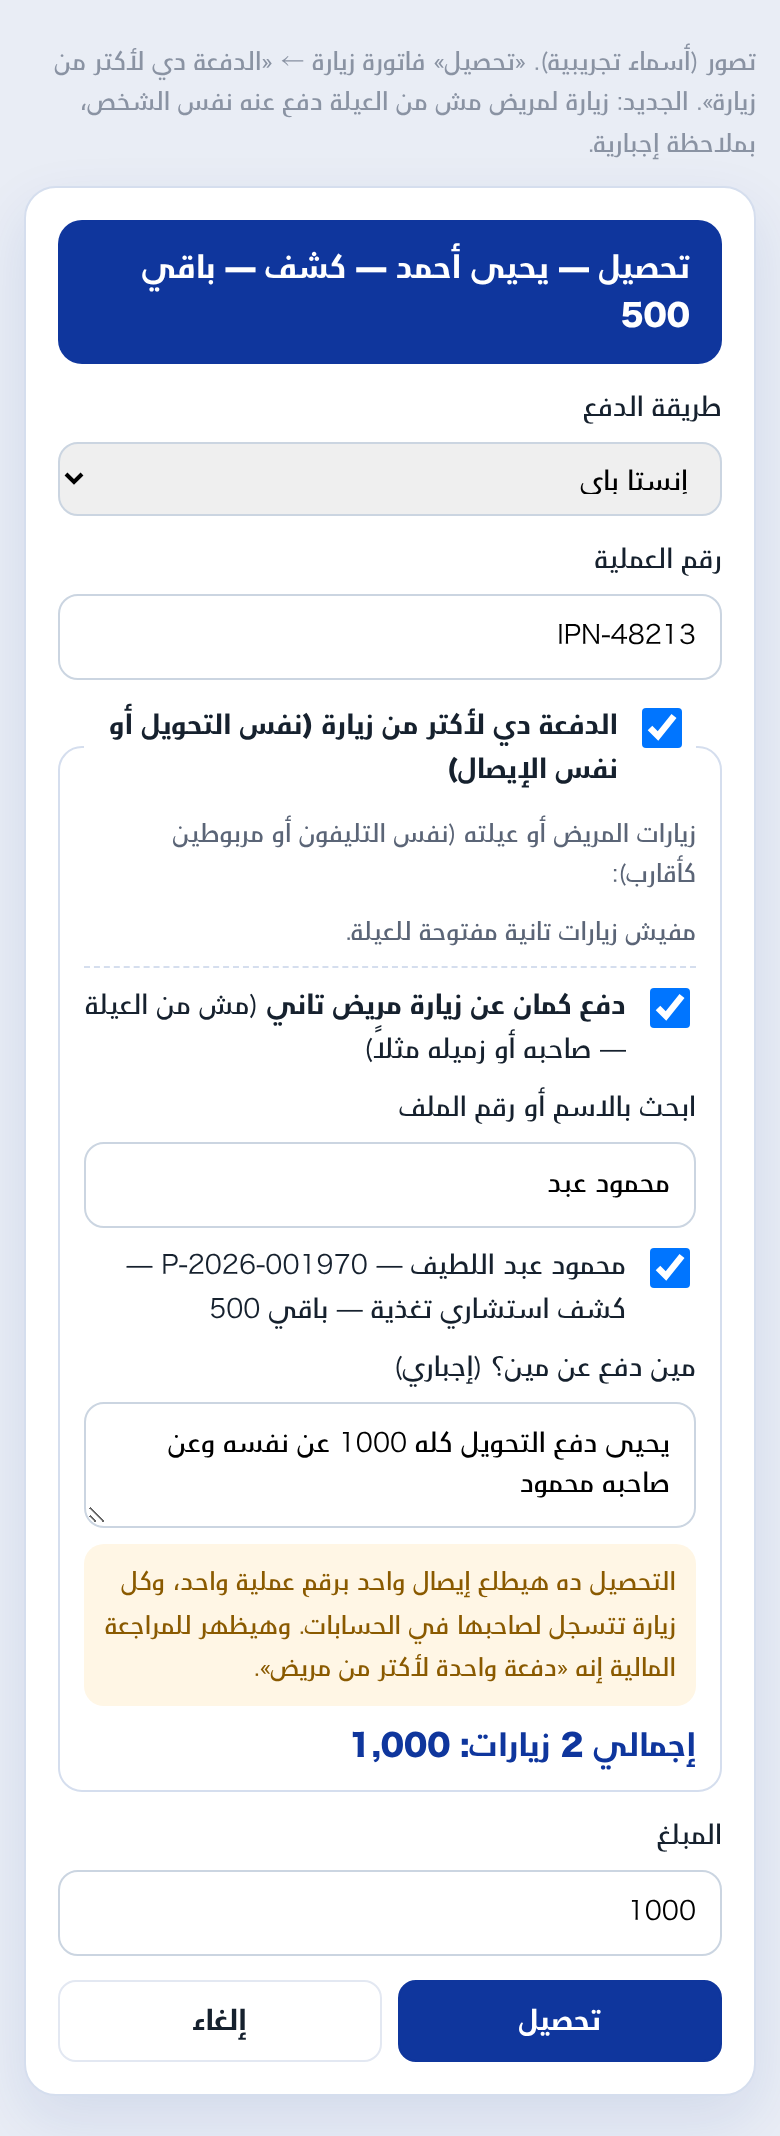 تصور (أسماء تجريبية). «تحصيل» فاتورة زيارة ← «الدفعة دي لأكتر من
زيارة». الجديد: زيارة لمريض مش من العيلة دفع عنه نفس الشخص،
بملاحظة إجبارية.
تحصيل — يحيى أحمد — كشف — باقي
500
طريقة الدفع
إنستا باي
رقم العملية
IPN-48213
الدفعة دي لأكتر من زيارة (نفس التحويل أو
نفس الإيصال)
زيارات المريض أو عيلته (نفس التليفون أو مربوطين
كأقارب):
مفيش زيارات تانية مفتوحة للعيلة.
دفع كمان عن زيارة مريض تاني (مش من العيلة
— صاحبه أو زميله مثلاً)
ابحث بالاسم أو رقم الملف
محمود عبد
محمود عبد اللطيف — P-2026-001970 —
كشف استشاري تغذية — باقي 500
مين دفع عن مين؟ (إجباري)
يحيى دفع التحويل كله 1000 عن نفسه وعن
صاحبه محمود
التحصيل ده هيطلع إيصال واحد برقم عملية واحد، وكل
زيارة تتسجل لصاحبها في الحسابات. وهيظهر للمراجعة
المالية إنه «دفعة واحدة لأكتر من مريض».
إجمالي 2 زيارات: 1,000
المبلغ
1000
تحصيل
إلغاء